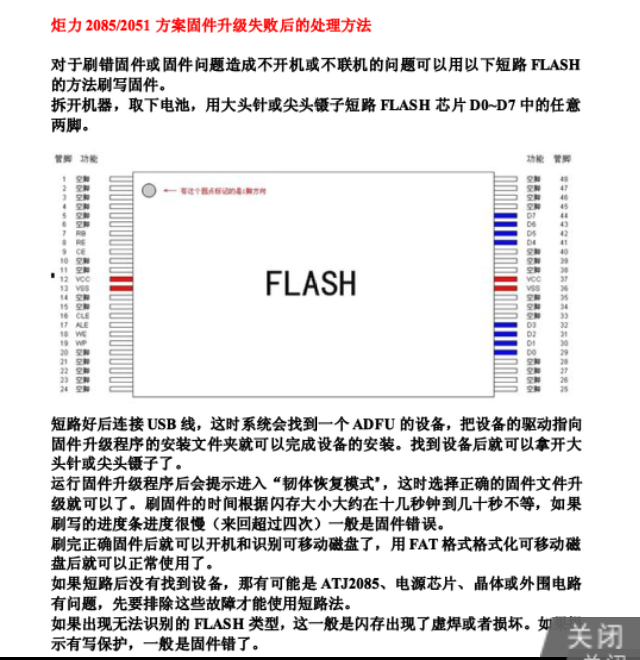 炬力 2085/2051 方案固件升级失败后的处理方法
对于刷错固件或固件问题造成不开机或不联机的问题可以用以下短路 FLASH
的方法刷写固件。
拆开机器，取下电池，用大头针或尖头镊子短路 FLASH 芯片 D0~D7 中的任意
两脚。
管脚 功能 功能 管脚
1 空脚 空脚 48
2 空脚 空脚 47
3 空脚 空脚 46
4 空脚 空脚 45
5 空脚 D7 44
6 空脚 D6 43
7 RB D5 42
8 RE D4 41
9 CE 空脚 40
10 空脚 空脚 39
11 空脚 空脚 38
12 VCC VCC 37
13 VSS VSS 36
14 空脚 空脚 35
15 空脚 空脚 34
16 CLE 空脚 33
17 ALE D3 32
18 WE D2 31
19 WP D1 30
20 空脚 D0 29
21 空脚 空脚 28
22 空脚 空脚 27
23 空脚 空脚 26
24 空脚 空脚 25
FLASH
短路好后连接 USB 线，这时系统会找到一个 ADFU 的设备，把设备的驱动指向
固件升级程序的安装文件夹就可以完成设备的安装。找到设备后就可以拿开大
头针或尖头镊子了。
运行固件升级程序后会提示进入“韧体恢复模式”，这时选择正确的固件文件升
级就可以了。刷固件的时间根据闪存大小大约在十几秒钟到几十秒不等，如果
刷写的进度条进度很慢（来回超过四次）一般是固件错误。
刷完正确固件后就可以开机和识别可移动磁盘了，用 FAT 格式格式化可移动磁
盘后就可以正常使用了。
如果短路后没有找到设备，那有可能是 ATJ2085、电源芯片、晶体或外围电路
有问题，先要排除这些故障才能使用短路法。
如果出现无法识别的 FLASH 类型，这一般是闪存出现了虚焊或者损坏。如
示有写保护，一般是固件错了。
关闭